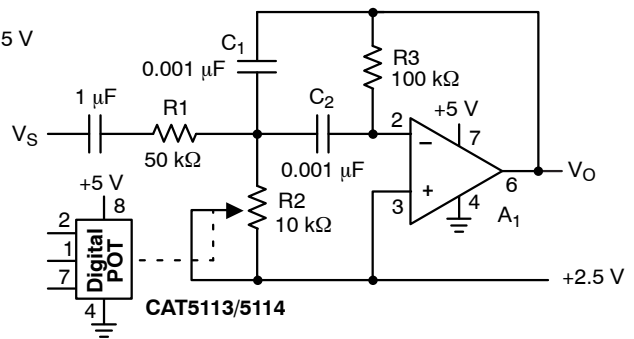 5 V
C1
0.001 μF
R3
100 kΩ
1 μF
R1
C2
+5 V
VS
50 kΩ
0.001 μF
2
7
–
+
3
4
6
VO
A1
+5 V
8
R2
10 kΩ
2
1
7
Digital
POT
4
CAT5113/5114
+2.5 V